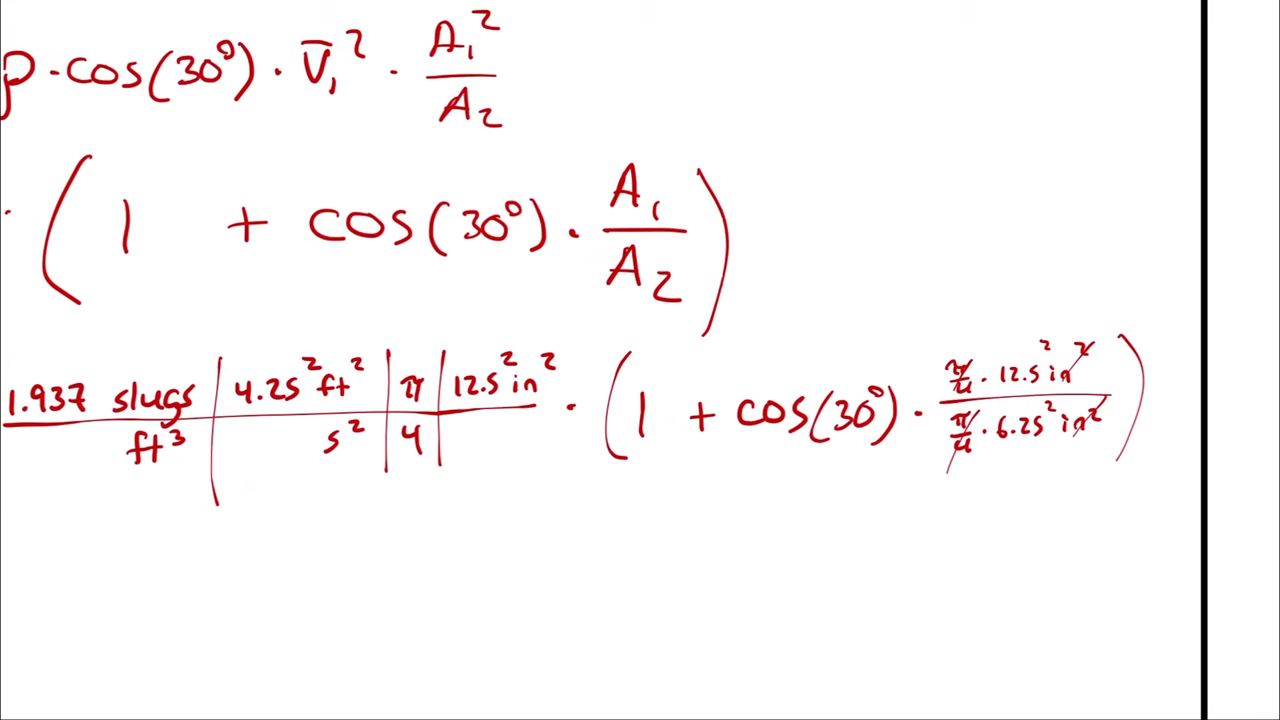 ρ · cos(30°) · V̄₁² · A₁² / A₂
· ( 1 + cos(30°) · A₁ / A₂ )
1.937 slugs / ft³ | 4.25² ft² / s² | π / 4 | 12.5² in² · ( 1 + cos(30°) · π/4 · 12.5² in² / π/4 · 6.25² in² )